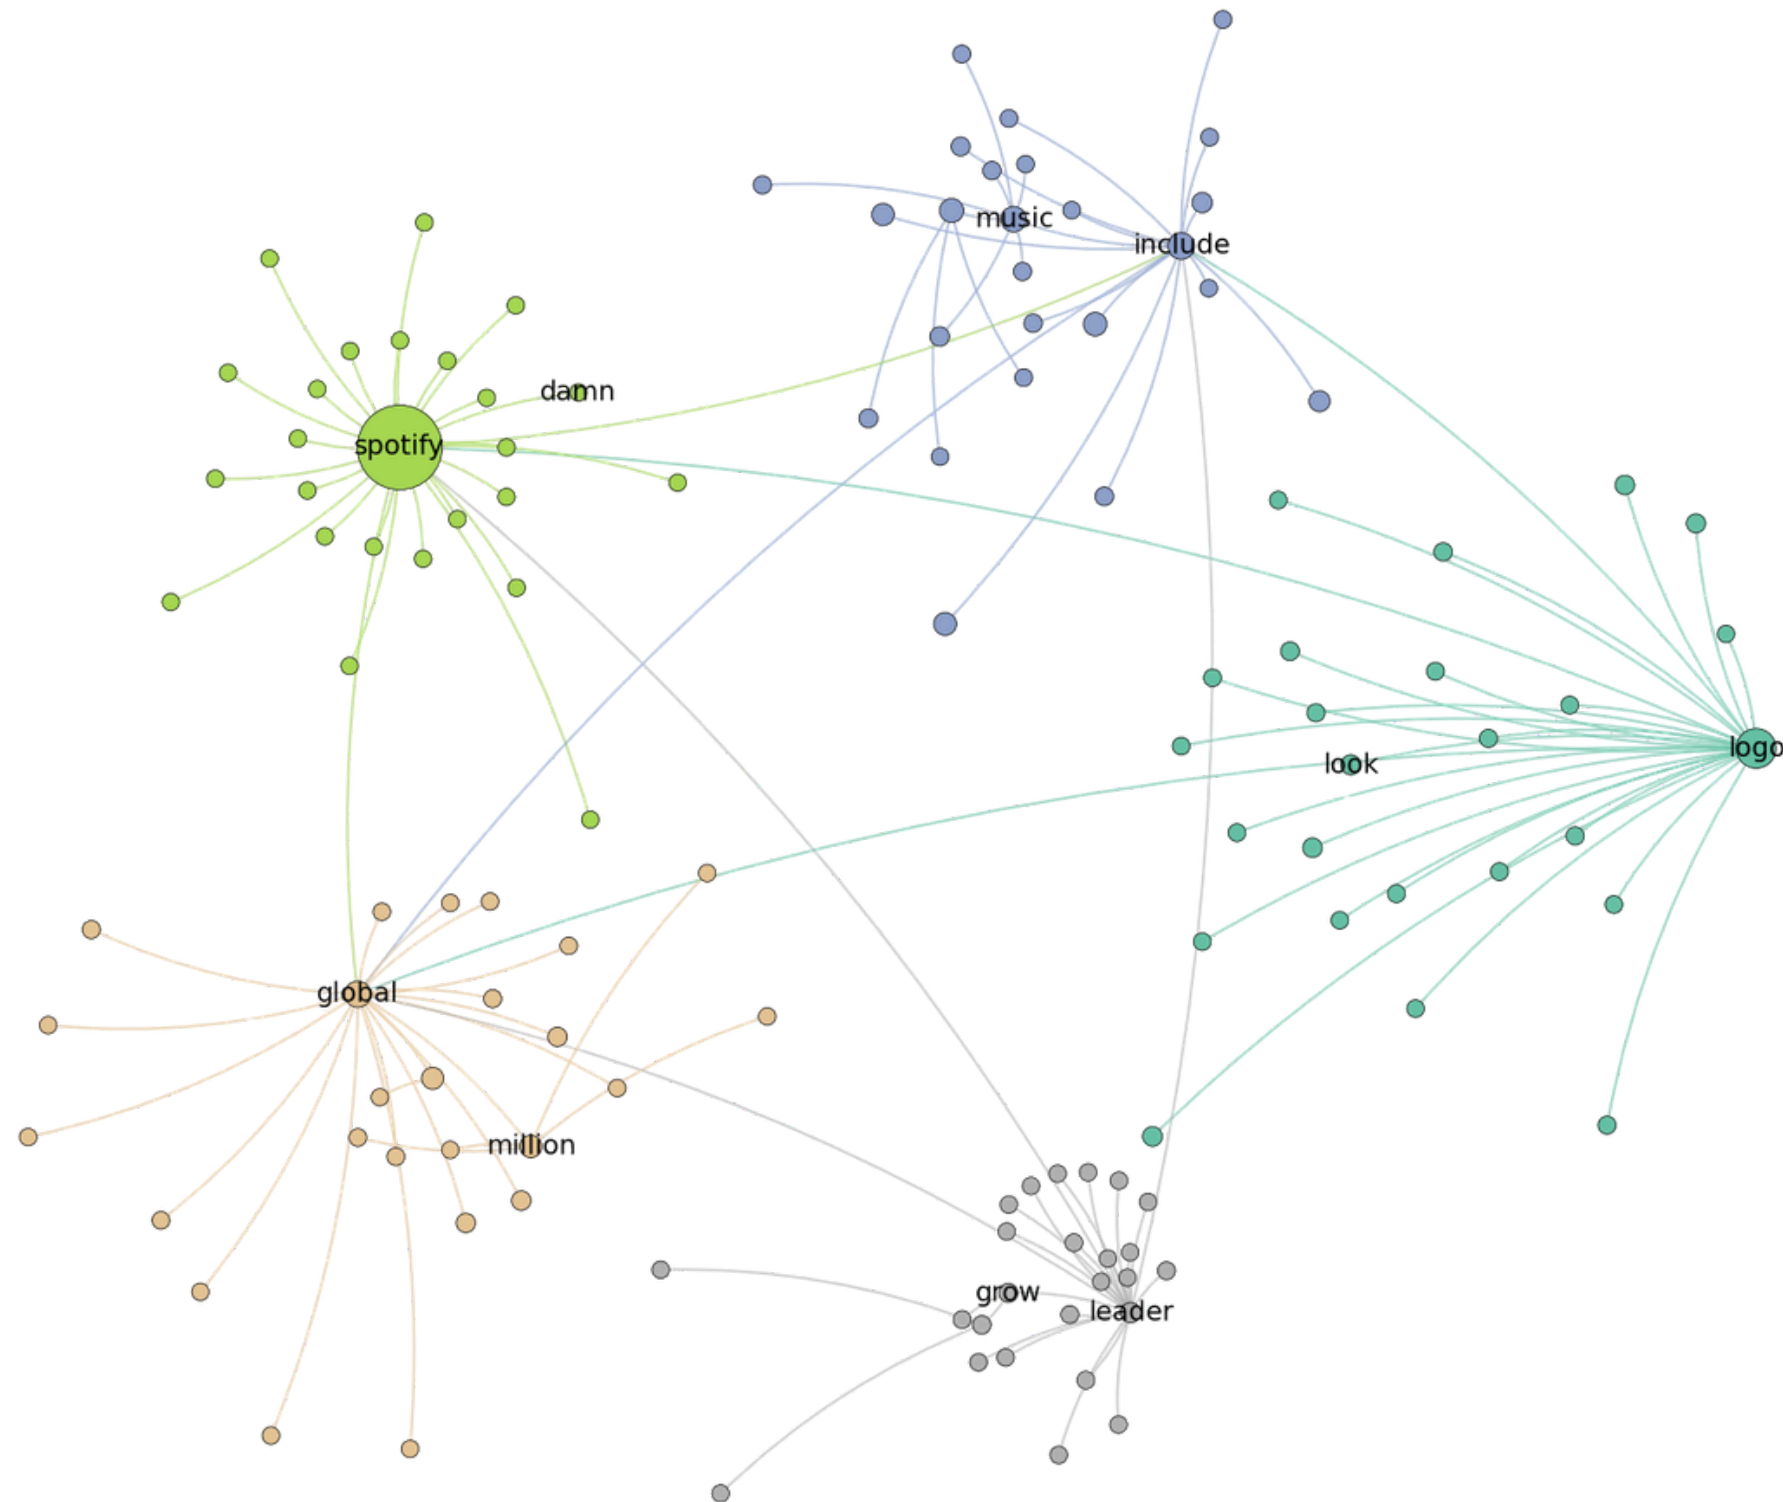 music
include
damn
spotify
logo
look
global
million
grow
leader